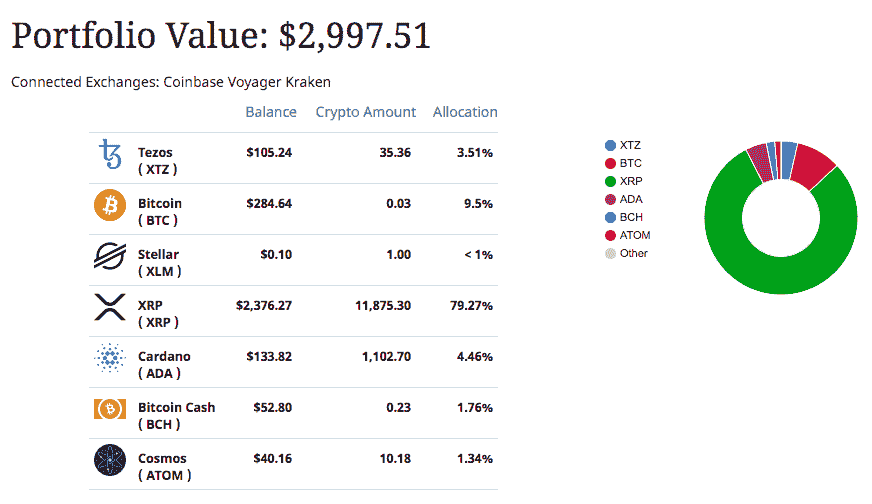 Portfolio Value: $2,997.51
Connected Exchanges: Coinbase Voyager Kraken
Balance Crypto Amount Allocation
Tezos
( XTZ )
$105.24 35.36 3.51%
Bitcoin
( BTC )
$284.64 0.03 9.5%
Stellar
( XLM )
$0.10 1.00 < 1%
XRP
( XRP )
$2,376.27 11,875.30 79.27%
Cardano
( ADA )
$133.82 1,102.70 4.46%
Bitcoin Cash
( BCH )
$52.80 0.23 1.76%
Cosmos
( ATOM )
$40.16 10.18 1.34%
XTZ
BTC
XRP
ADA
BCH
ATOM
Other